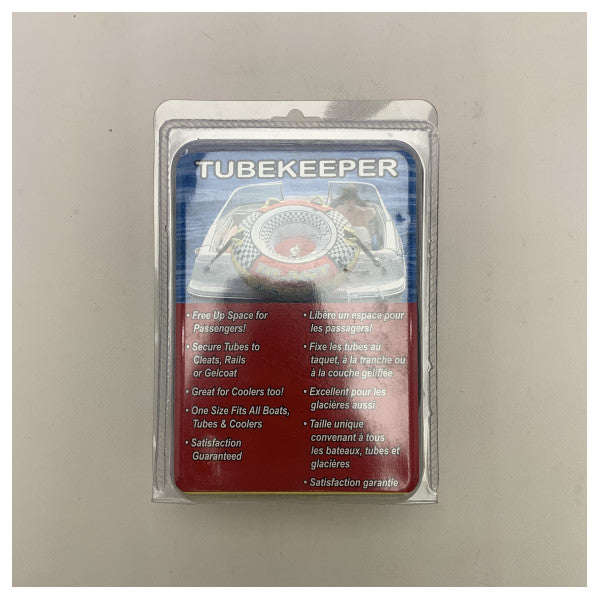 TUBEKEEPER
• Free Up Space for
Passengers!
• Secure Tubes to
Cleats, Rails
or Gelcoat
• Great for Coolers too!
• One Size Fits All Boats,
Tubes & Coolers
• Satisfaction
Guaranteed
• Libère un espace pour
les passagers!
• Fixe les tubes au
taquet, à la tranche ou
à la couche gelifiée
• Excellent pour les
glacières aussi
• Taille unique
convenant à tous
les bateaux, tubes et
glacières
• Satisfaction garantie